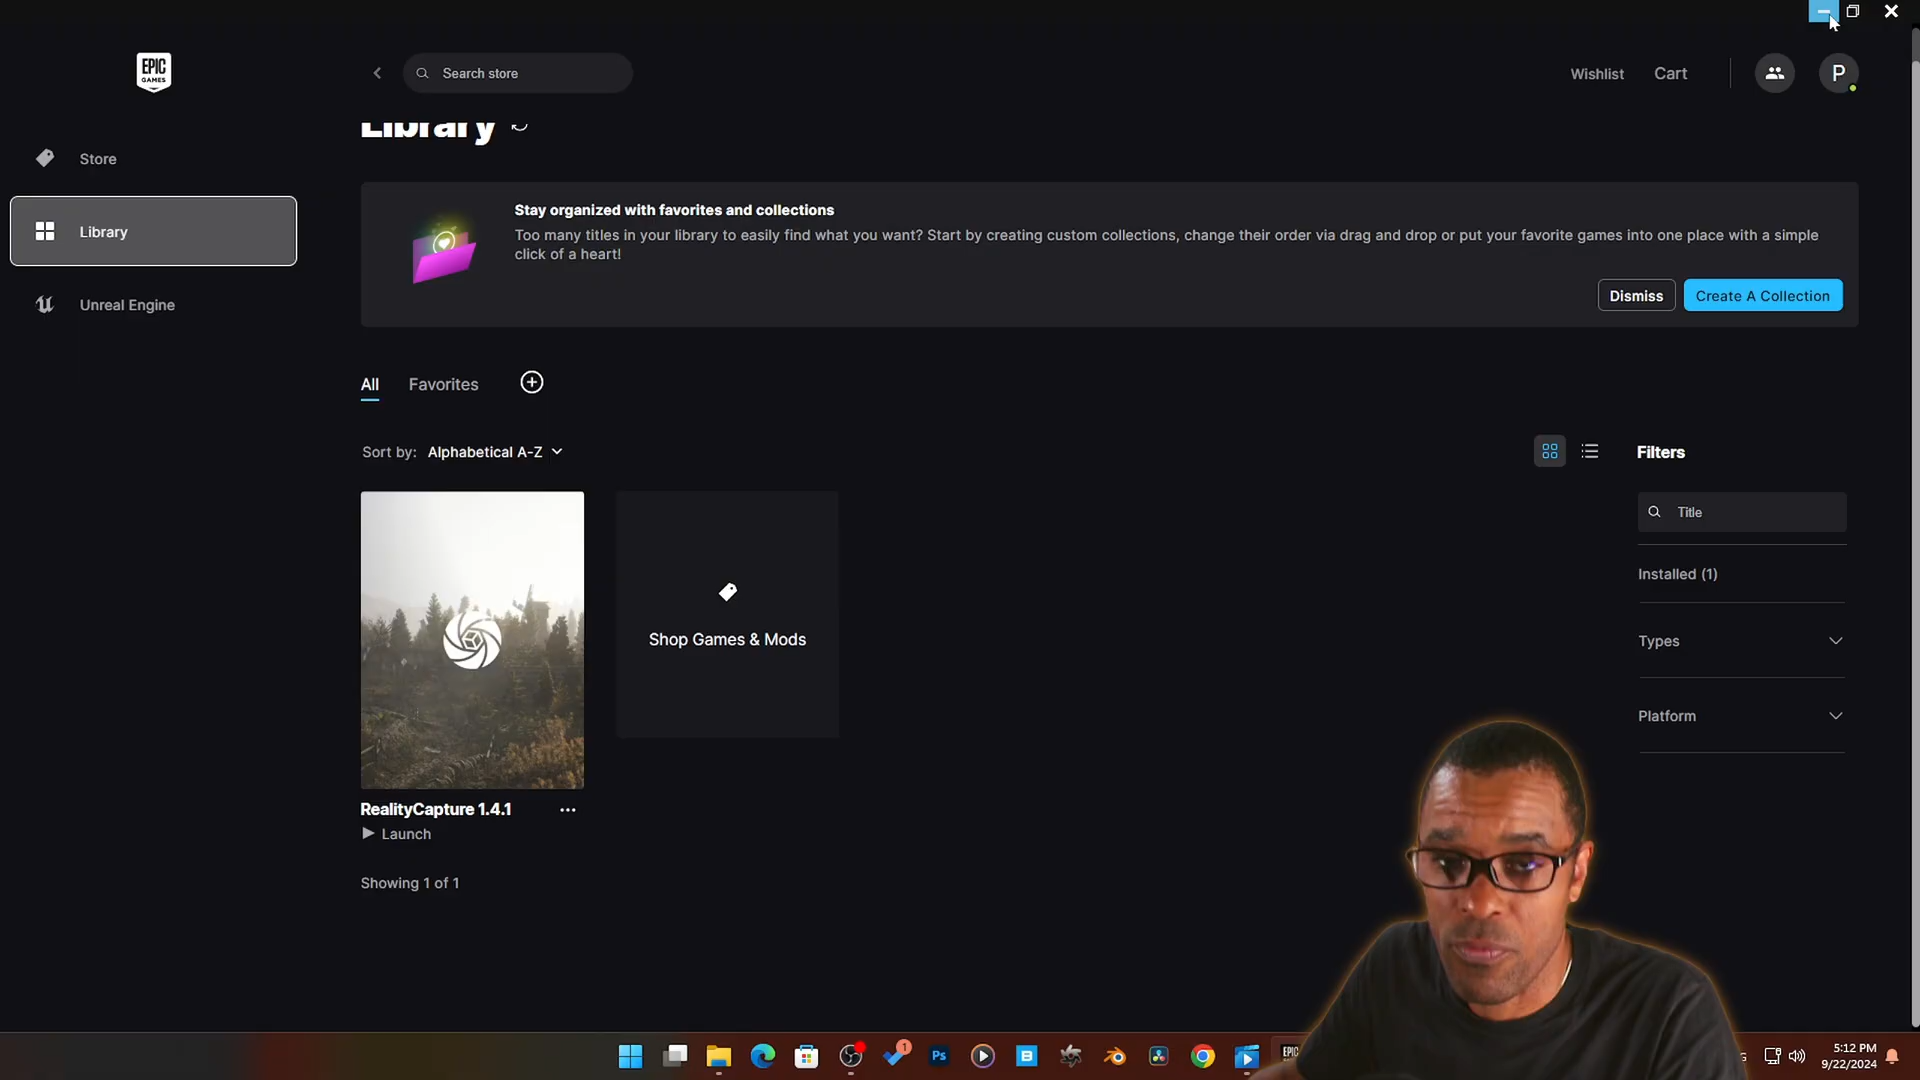 EPIC
GAMES
Search store
Wishlist
Cart
P
Library
Store
Library
Unreal Engine
Stay organized with favorites and collections
Too many titles in your library to easily find what you want? Start by creating custom collections, change their order via drag and drop or put your favorite games into one place with a simple
click of a heart!
Dismiss
Create A Collection
All
Favorites
Sort by: Alphabetical A-Z
Filters
Title
Installed (1)
Types
Platform
Shop Games & Mods
RealityCapture 1.4.1
Launch
Showing 1 of 1
1
Ps
B
EPIC
5:12 PM
9/22/2024